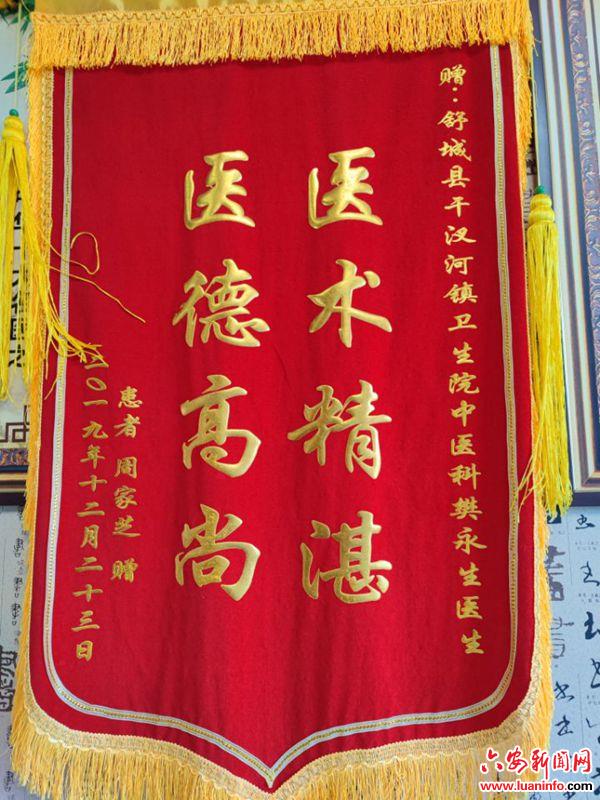 赠：舒城县干汊河镇卫生院中医科樊永生医生
医术精湛
医德高尚
患者 周家芝 赠
二〇一九年十二月二十三日
六安新闻网
www.luaninfo.com